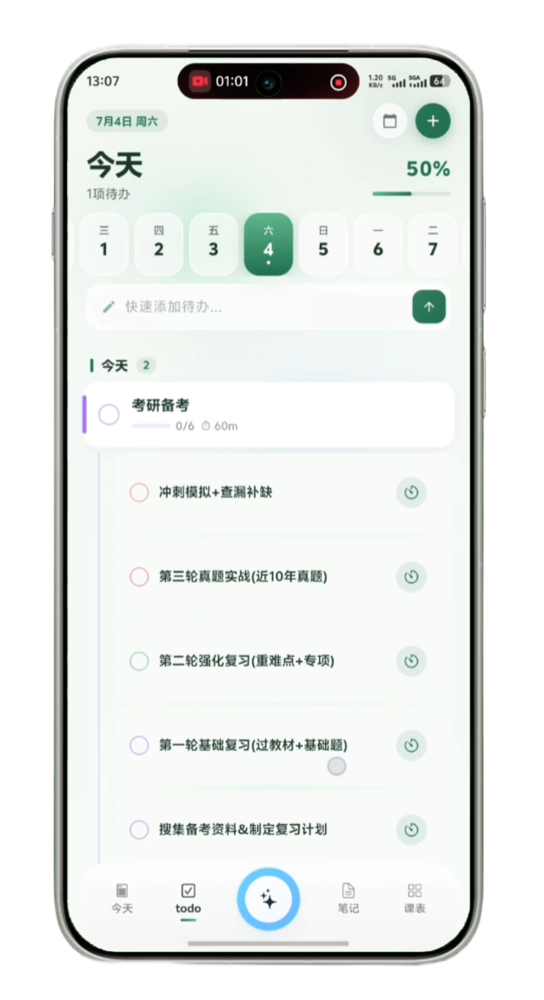 13:07
01:01
1.20 KB/s 5G 5GA 64
7月4日 周六
今天
50%
1项待办
三 四 五 六 日 一 二
1 2 3 4 5 6 7
快速添加待办...
今天 2
考研备考
0/6 60m
冲刺模拟+查漏补缺
第三轮真题实战(近10年真题)
第二轮强化复习(重难点+专项)
第一轮基础复习(过教材+基础题)
搜集备考资料&制定复习计划
今天 todo 笔记 课表